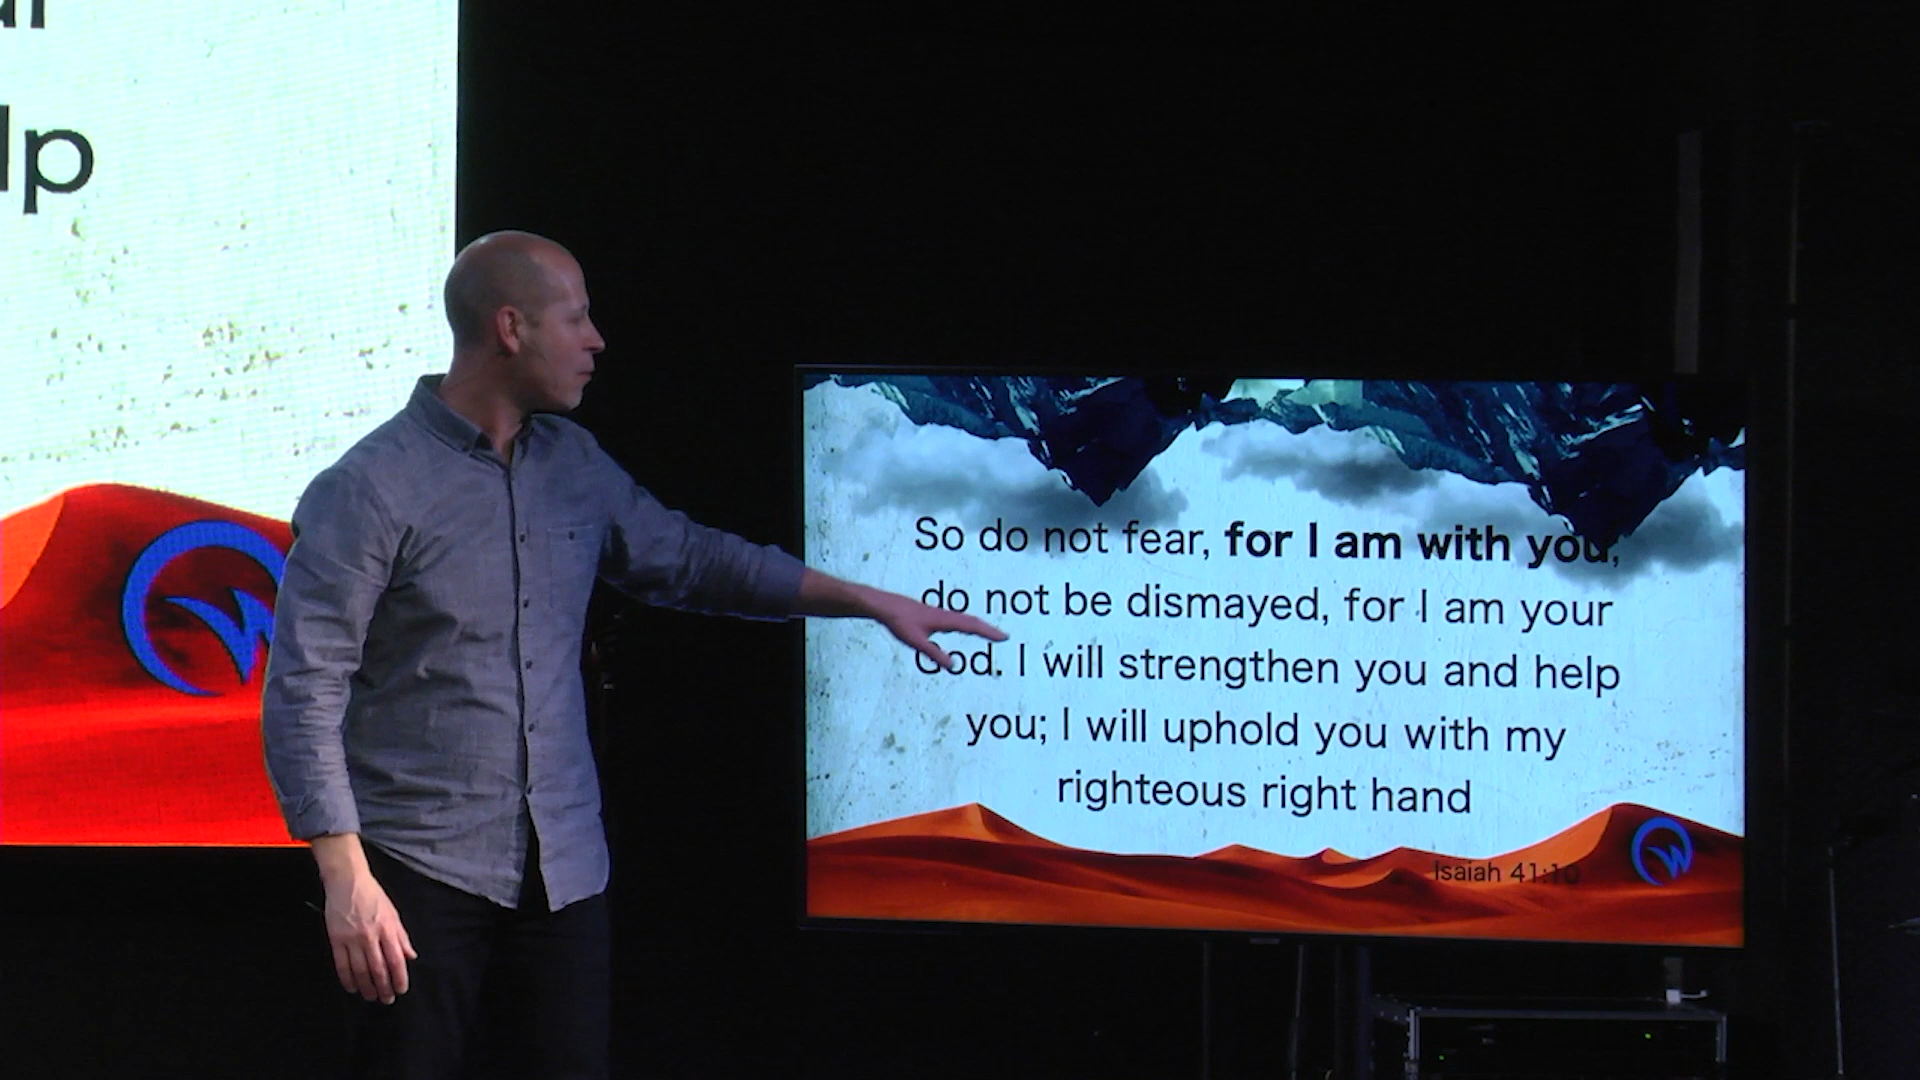 lp
So do not fear, for I am with you,
do not be dismayed, for I am your
God. I will strengthen you and help
you; I will uphold you with my
righteous right hand
Isaiah 41:10
W